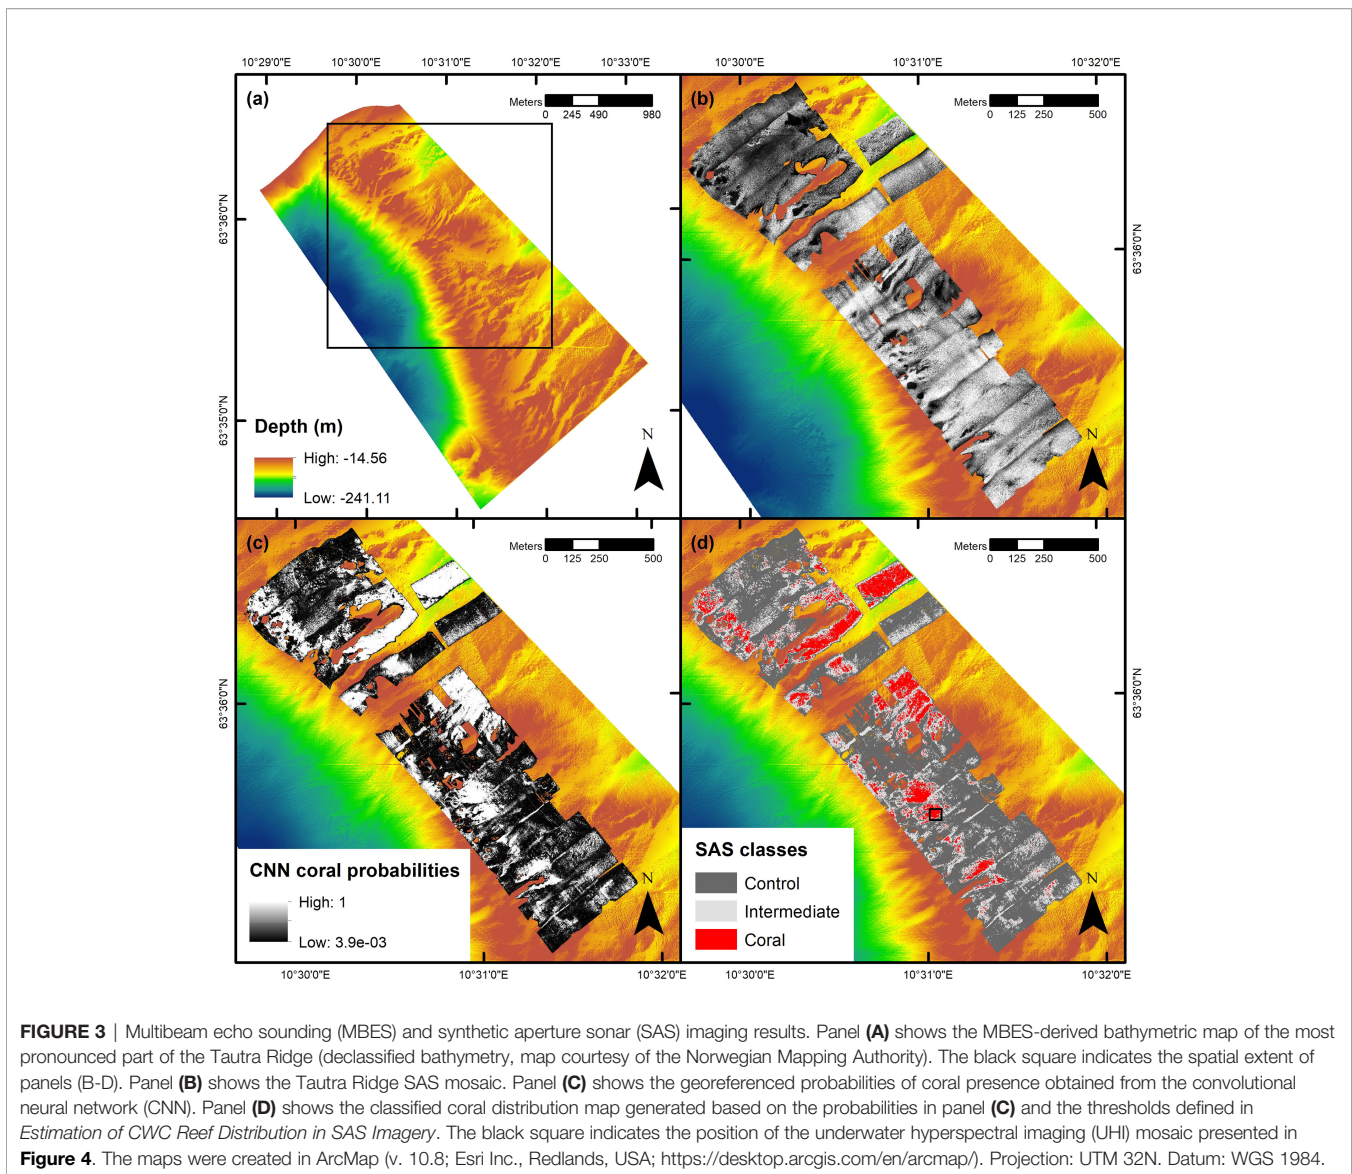 10°29'0"E 10°30'0"E 10°31'0"E 10°32'0"E 10°33'0"E
10°30'0"E 10°31'0"E 10°32'0"E
(a)
Meters
0 245 490 980
63°36'0"N
63°35'0"N
Depth (m)
High: -14.56
Low: -241.11
N
(b)
Meters
0 125 250 500
63°36'0"N
N
(c)
Meters
0 125 250 500
63°36'0"N
CNN coral probabilities
High: 1
Low: 3.9e-03
N
(d)
Meters
0 125 250 500
63°36'0"N
SAS classes
Control
Intermediate
Coral
N
10°30'0"E 10°31'0"E 10°32'0"E
10°30'0"E 10°31'0"E 10°32'0"E
FIGURE 3 | Multibeam echo sounding (MBES) and synthetic aperture sonar (SAS) imaging results. Panel (A) shows the MBES-derived bathymetric map of the most
pronounced part of the Tautra Ridge (declassified bathymetry, map courtesy of the Norwegian Mapping Authority). The black square indicates the spatial extent of
panels (B-D). Panel (B) shows the Tautra Ridge SAS mosaic. Panel (C) shows the georeferenced probabilities of coral presence obtained from the convolutional
neural network (CNN). Panel (D) shows the classified coral distribution map generated based on the probabilities in panel (C) and the thresholds defined in
Estimation of CWC Reef Distribution in SAS Imagery. The black square indicates the position of the underwater hyperspectral imaging (UHI) mosaic presented in
Figure 4. The maps were created in ArcMap (v. 10.8; Esri Inc., Redlands, USA; https://desktop.arcgis.com/en/arcmap/). Projection: UTM 32N. Datum: WGS 1984.